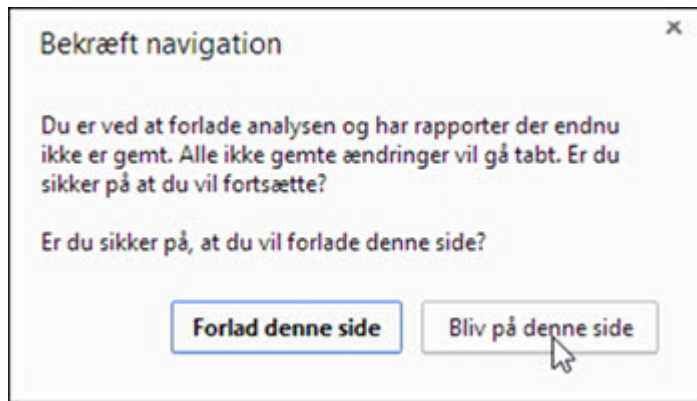 Bekræft navigation
Du er ved at forlade analysen og har rapporter der endnu
ikke er gemt. Alle ikke gemte ændringer vil gå tabt. Er du
sikker på at du vil fortsætte?
Er du sikker på, at du vil forlade denne side?
Forlad denne side
Bliv på denne side